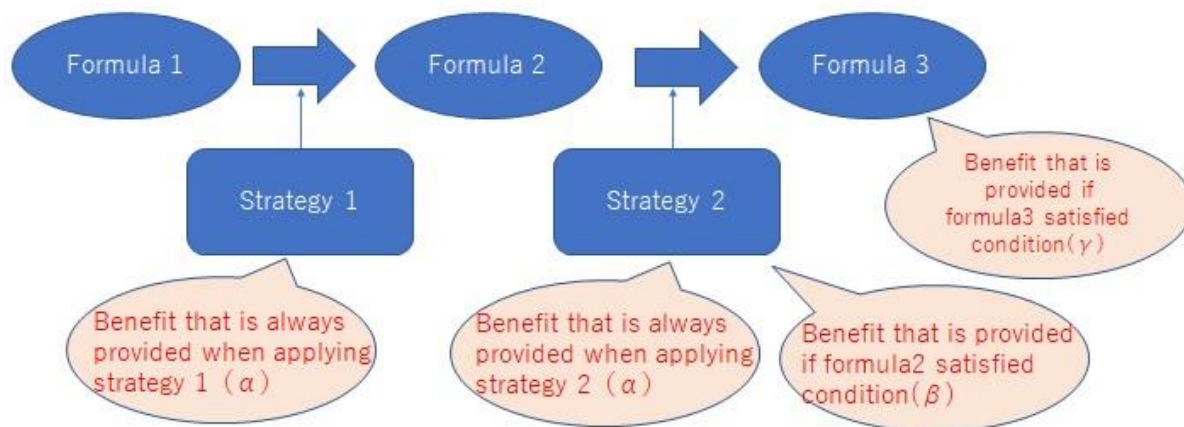 Formula 1
Formula 2
Formula 3
Strategy 1
Strategy 2
Benefit that is
provided if
formula3 satisfied
condition(γ)
Benefit that is always
provided when applying
strategy 1 (α)
Benefit that is always
provided when applying
strategy 2 (α)
Benefit that is provided
if formula2 satisfied
condition(β)